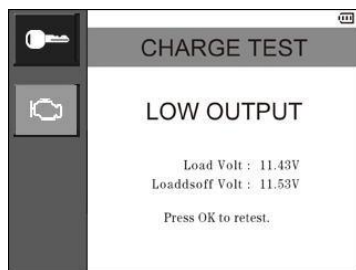 CHARGE TEST
LOW OUTPUT
Load Volt : 11.43V
Loaddsoff Volt : 11.53V
Press OK to retest.